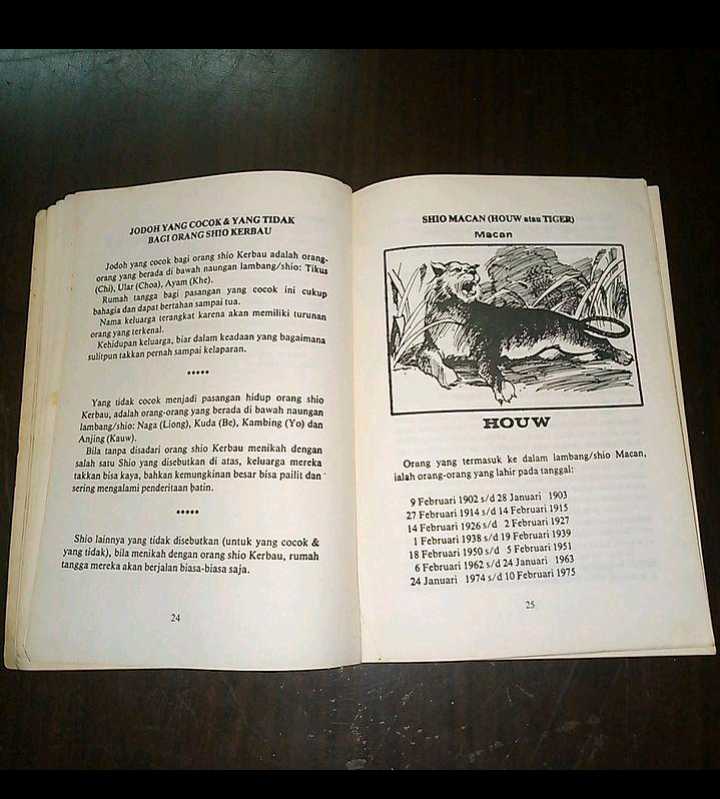 JODOH YANG COCOK & YANG TIDAK
BAGI ORANG SHIO KERBAU
Jodoh yang cocok bagi orang shio Kerbau adalah orang-
orang yang berada di bawah naungan lambang/shio: Tikus
(Chi), Ular (Choa), Ayam (Khe).
Rumah tangga bagi pasangan yang cocok ini cukup
bahagia dan dapat bertahan sampai tua.
Nama keluarga terangkat karena akan memiliki turunan
orang yang terkenal.
Kehidupan keluarga, biar dalam keadaan yang bagaimana
sulitpun takkan pernah sampai kelaparan.
*****
Yang tidak cocok menjadi pasangan hidup orang shio
Kerbau, adalah orang-orang yang berada di bawah naungan
lambang/shio: Naga (Liong), Kuda (Be), Kambing (Yo) dan
Anjing (Kauw).
Bila tanpa disadari orang shio Kerbau menikah dengan
salah satu Shio yang disebutkan di atas, keluarga mereka
takkan bisa kaya, bahkan kemungkinan besar bisa pailit dan
sering mengalami penderitaan batin.
*****
Shio lainnya yang tidak disebutkan (untuk yang cocok &
yang tidak), bila menikah dengan orang shio Kerbau, rumah
tangga mereka akan berjalan biasa-biasa saja.
24
SHIO MACAN (HOUW atau TIGER)
Macan
HOUW
Orang yang termasuk ke dalam lambang/shio Macan,
ialah orang-orang yang lahir pada tanggal:
9 Februari 1902 s/d 28 Januari 1903
27 Februari 1914 s/d 14 Februari 1915
14 Februari 1926 s/d 2 Februari 1927
1 Februari 1938 s/d 19 Februari 1939
18 Februari 1950 s/d 5 Februari 1951
6 Februari 1962 s/d 24 Januari 1963
24 Januari 1974 s/d 10 Februari 1975
25